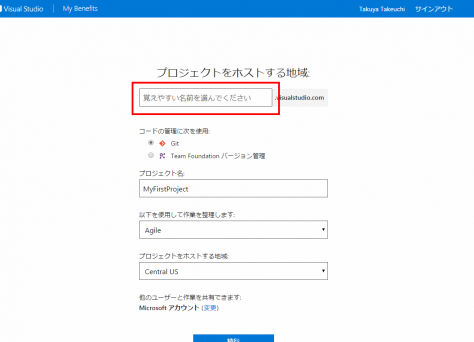 Visual Studio | My Benefits Takuya Takeuchi サインアウト
プロジェクトをホストする地域:
覚えやすい名前を選んでください .visualstudio.com
コードの管理に次を使用:
Git
Team Foundation バージョン管理
プロジェクト名:
MyFirstProject
以下を使用して作業を整理します:
Agile
プロジェクトをホストする地域:
Central US
他のユーザーと作業を共有できます:
Microsoft アカウント (変更)